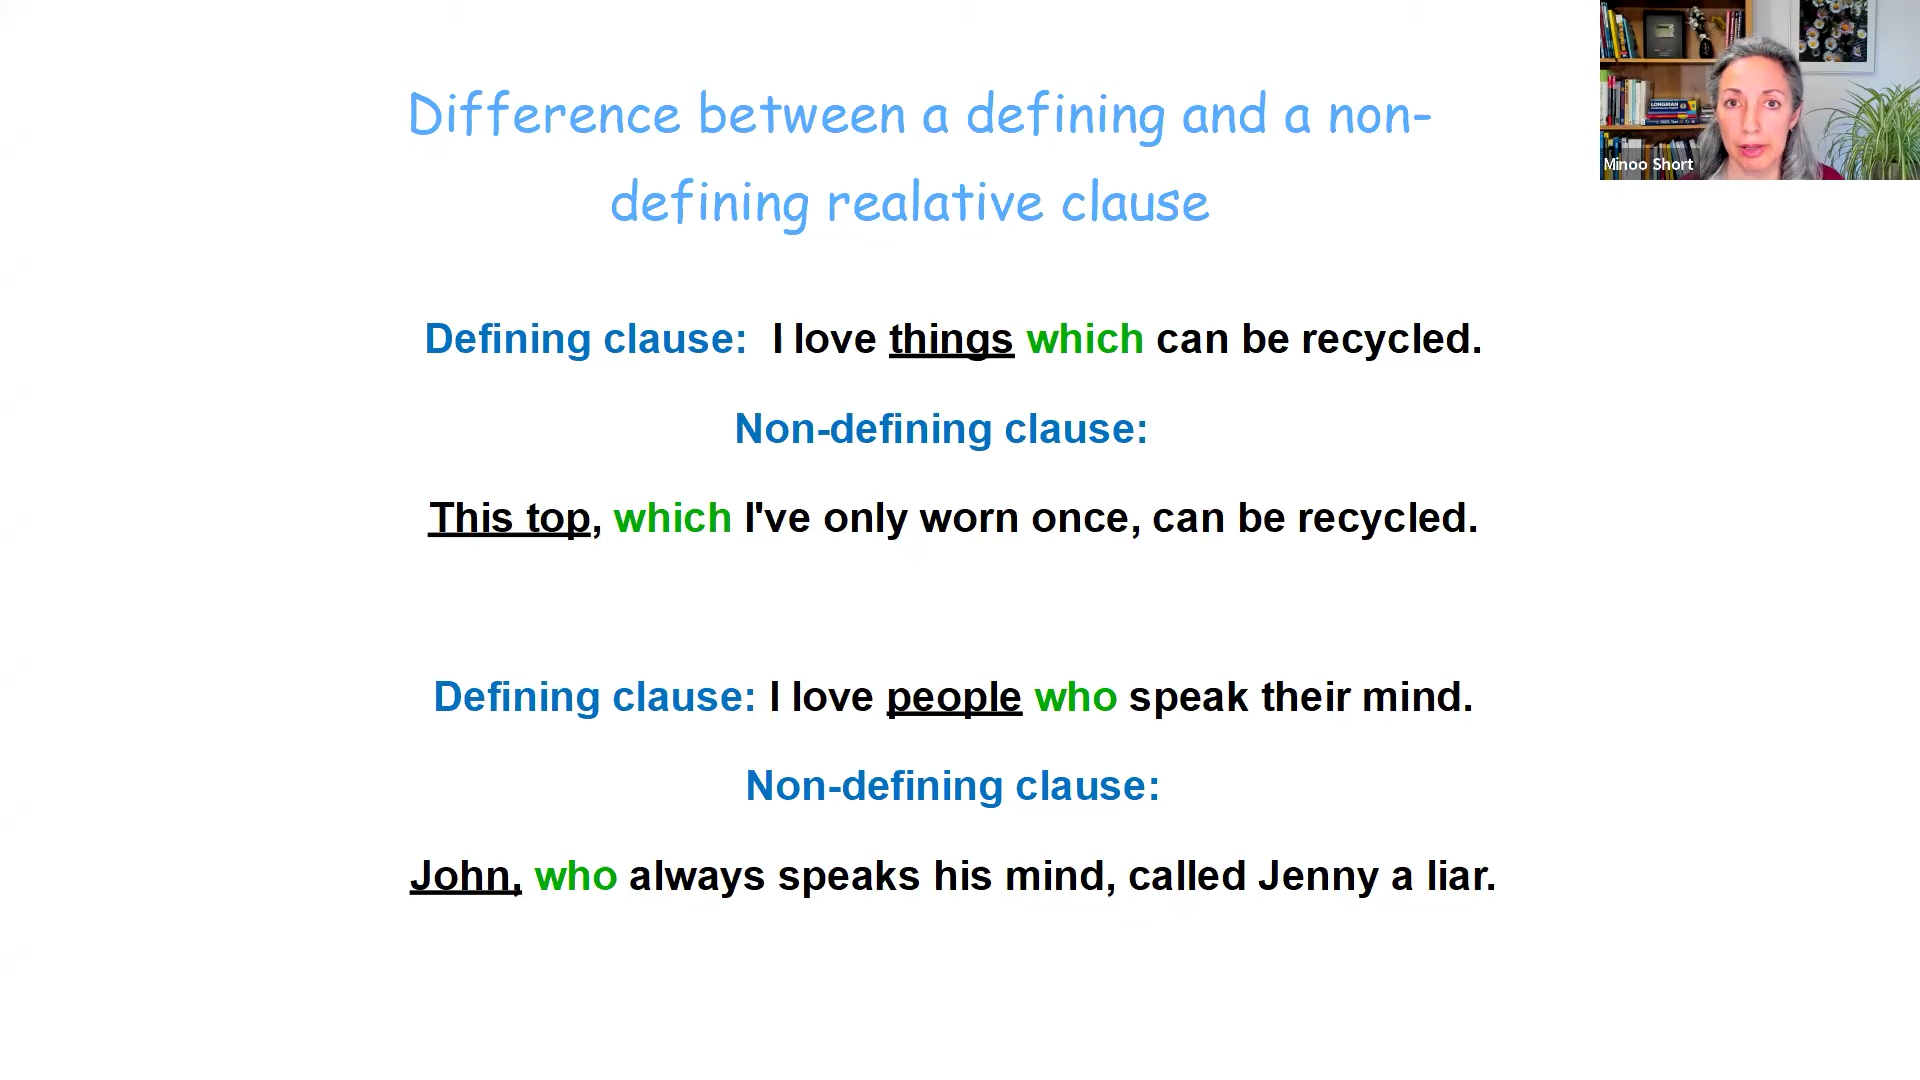 Difference between a defining and a non-
defining realative clause
Defining clause: I love things which can be recycled.
Non-defining clause:
This top, which I've only worn once, can be recycled.
Defining clause: I love people who speak their mind.
Non-defining clause:
John, who always speaks his mind, called Jenny a liar.
LONGMAN
Minoo Short